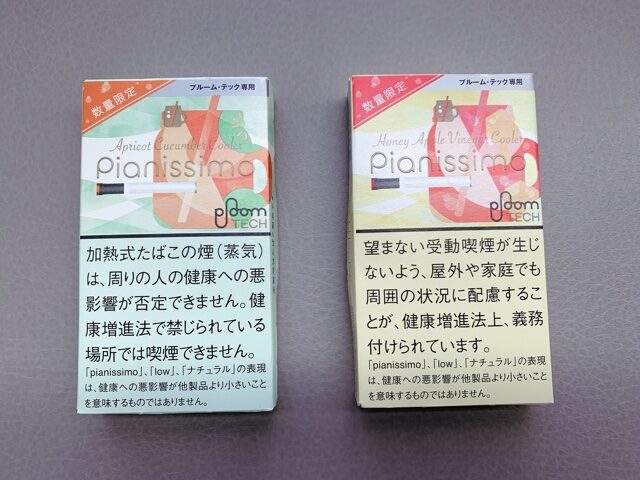 数量限定
プルーム・テック専用
Apricot Cucumber Cooler
pianissimo
ploom
TECH
加熱式たばこの煙（蒸気）
は、周りの人の健康への悪
影響が否定できません。健
康増進法で禁じられている
場所では喫煙できません。
「pianissimo」、「low」、「ナチュラル」の表現
は、健康への悪影響が他製品より小さいこと
を意味するものではありません。
数量限定
プルーム・テック専用
Honey Apple Vinegar Cooler
pianissimo
ploom
TECH
望まない受動喫煙が生じ
ないよう、屋外や家庭でも
周囲の状況に配慮するこ
とが、健康増進法上、義務
付けられています。
「pianissimo」、「low」、「ナチュラル」の表現
は、健康への悪影響が他製品より小さいこと
を意味するものではありません。